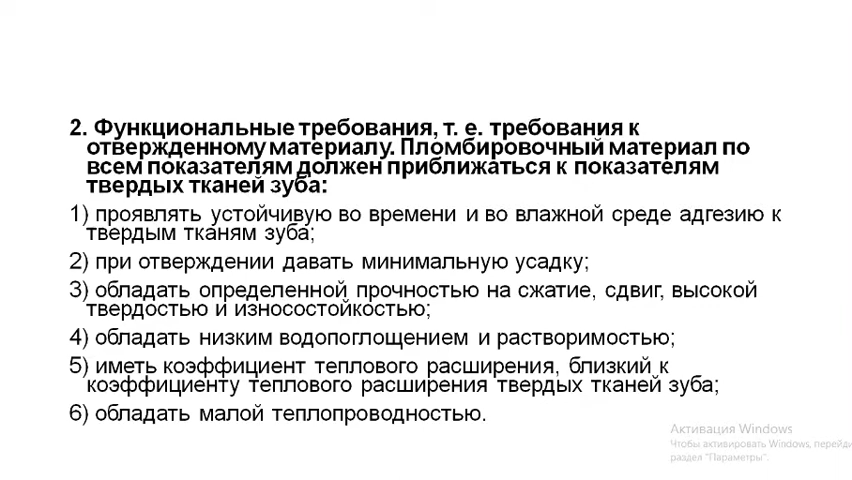 2. Функциональные требования, т. е. требования к
отвержденному материалу. Пломбировочный материал по
всем показателям должен приближаться к показателям
твердых тканей зуба:
1) проявлять устойчивую во времени и во влажной среде адгезию к
твердым тканям зуба;
2) при отверждении давать минимальную усадку;
3) обладать определенной прочностью на сжатие, сдвиг, высокой
твердостью и износостойкостью;
4) обладать низким водопоглощением и растворимостью;
5) иметь коэффициент теплового расширения, близкий к
коэффициенту теплового расширения твердых тканей зуба;
6) обладать малой теплопроводностью.
Активация Windows
Чтобы активировать Windows, перейди
раздел "Параметры".